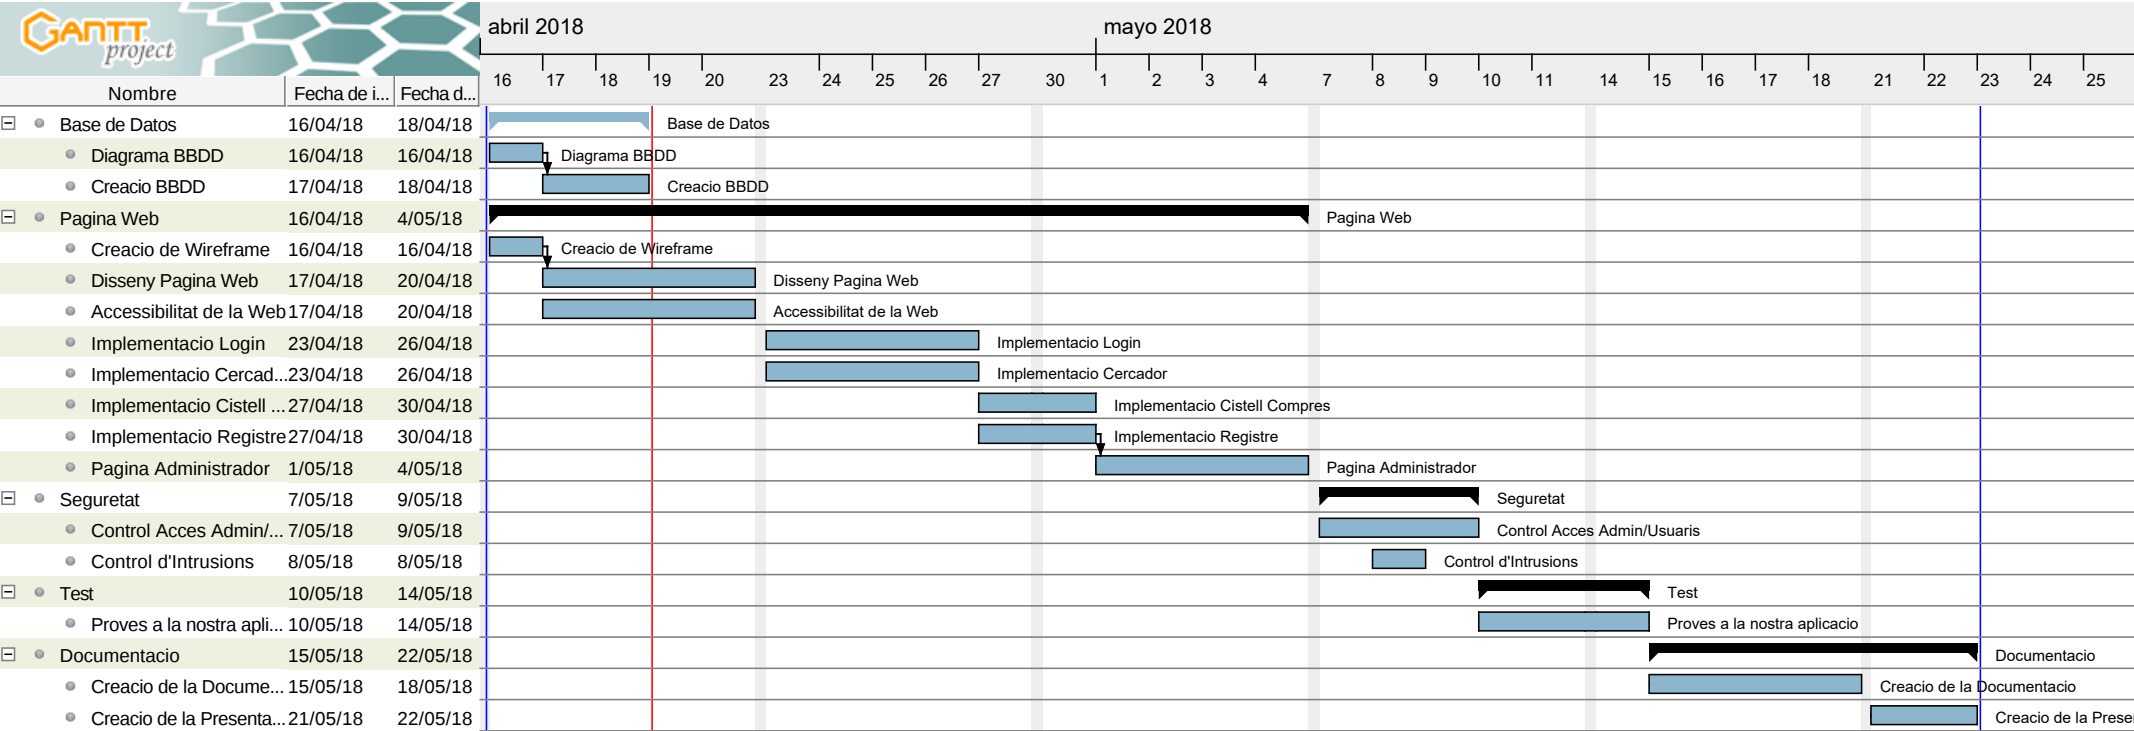 GANTT project
abril 2018 mayo 2018
16 17 18 19 20 23 24 25 26 27 30 1 2 3 4 7 8 9 10 11 14 15 16 17 18 21 22 23 24 25
Nombre Fecha de i... Fecha d...
Base de Datos 16/04/18 18/04/18 Base de Datos
Diagrama BBDD 16/04/18 16/04/18 Diagrama BBDD
Creacio BBDD 17/04/18 18/04/18 Creacio BBDD
Pagina Web 16/04/18 4/05/18 Pagina Web
Creacio de Wireframe 16/04/18 16/04/18 Creacio de Wireframe
Disseny Pagina Web 17/04/18 20/04/18 Disseny Pagina Web
Accessibilitat de la Web 17/04/18 20/04/18 Accessibilitat de la Web
Implementacio Login 23/04/18 26/04/18 Implementacio Login
Implementacio Cercad... 23/04/18 26/04/18 Implementacio Cercador
Implementacio Cistell ... 27/04/18 30/04/18 Implementacio Cistell Compres
Implementacio Registre 27/04/18 30/04/18 Implementacio Registre
Pagina Administrador 1/05/18 4/05/18 Pagina Administrador
Seguretat 7/05/18 9/05/18 Seguretat
Control Acces Admin/... 7/05/18 9/05/18 Control Acces Admin/Usuaris
Control d'Intrusions 8/05/18 8/05/18 Control d'Intrusions
Test 10/05/18 14/05/18 Test
Proves a la nostra apli... 10/05/18 14/05/18 Proves a la nostra aplicacio
Documentacio 15/05/18 22/05/18 Documentacio
Creacio de la Docume... 15/05/18 18/05/18 Creacio de la Documentacio
Creacio de la Presenta... 21/05/18 22/05/18 Creacio de la Prese